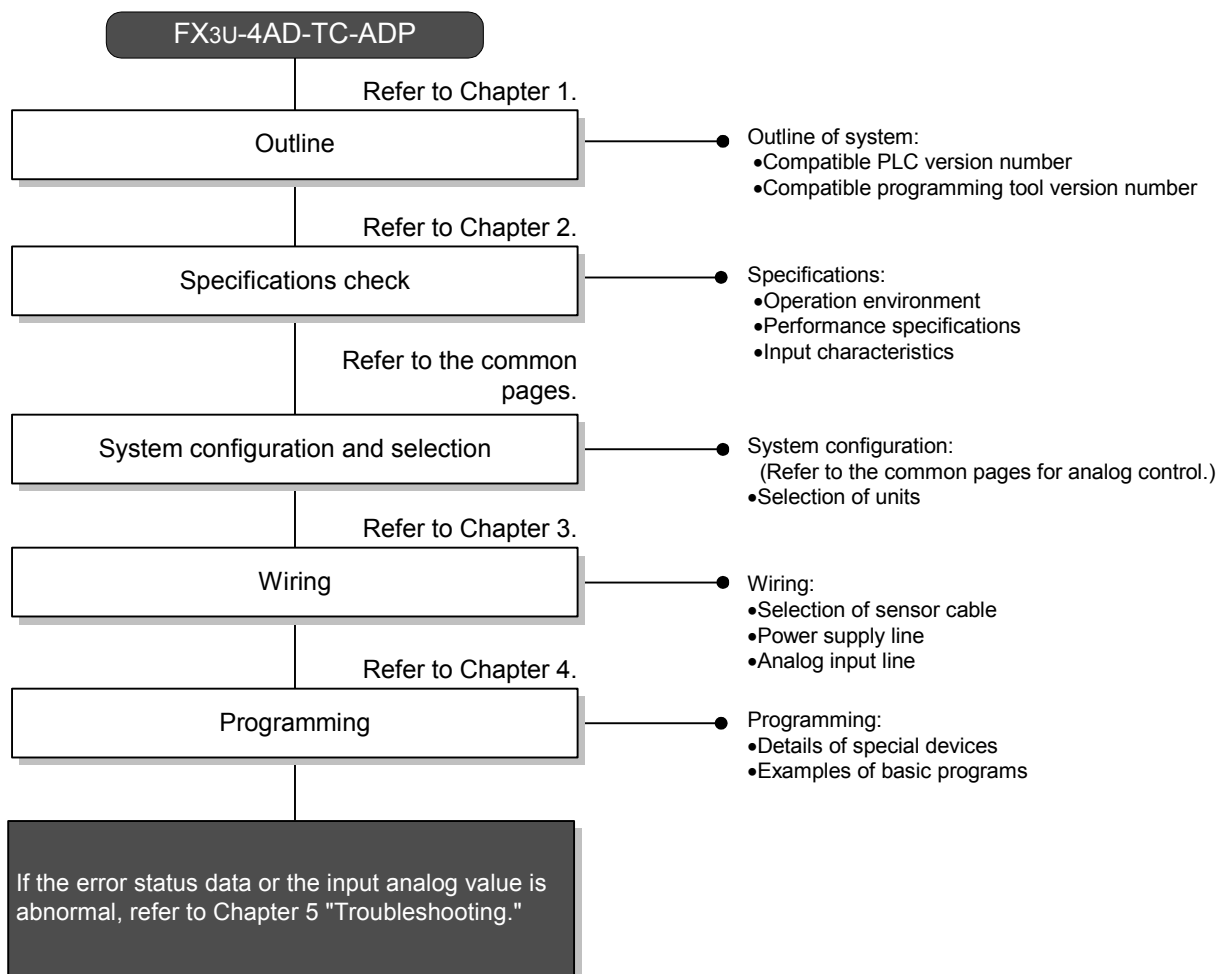 FX3U-4AD-TC-ADP
Refer to Chapter 1.
Outline
Outline of system:
•Compatible PLC version number
•Compatible programming tool version number
Refer to Chapter 2.
Specifications check
Specifications:
•Operation environment
•Performance specifications
•Input characteristics
Refer to the common
pages.
System configuration and selection
System configuration:
(Refer to the common pages for analog control.)
•Selection of units
Refer to Chapter 3.
Wiring
Wiring:
•Selection of sensor cable
•Power supply line
•Analog input line
Refer to Chapter 4.
Programming
Programming:
•Details of special devices
•Examples of basic programs
If the error status data or the input analog value is
abnormal, refer to Chapter 5 "Troubleshooting."